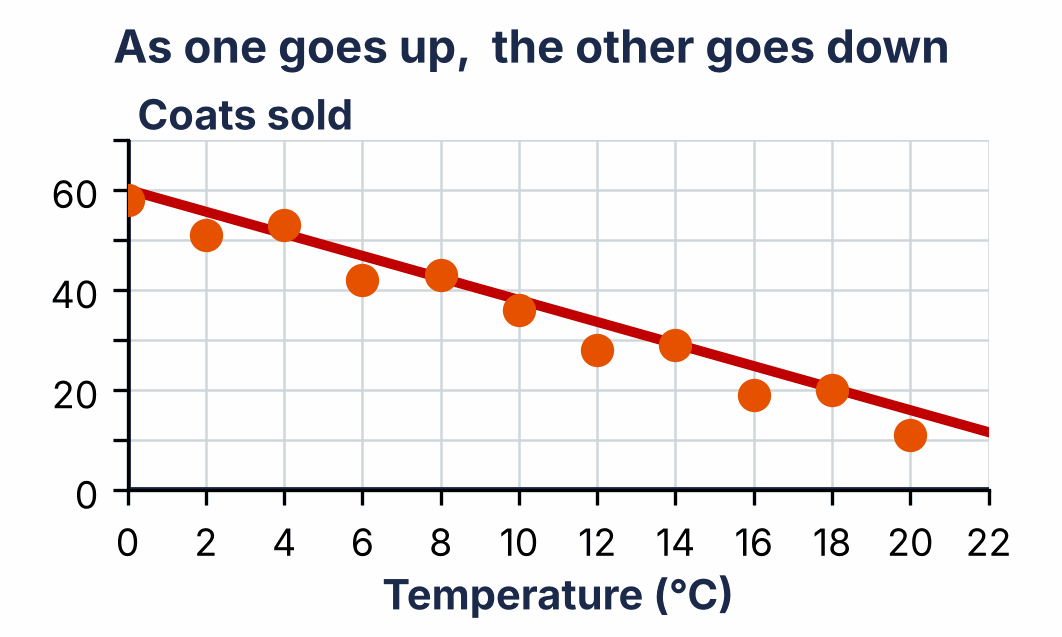 As one goes up, the other goes down
Coats sold
60
40
20
0
0 2 4 6 8 10 12 14 16 18 20 22
Temperature (°C)